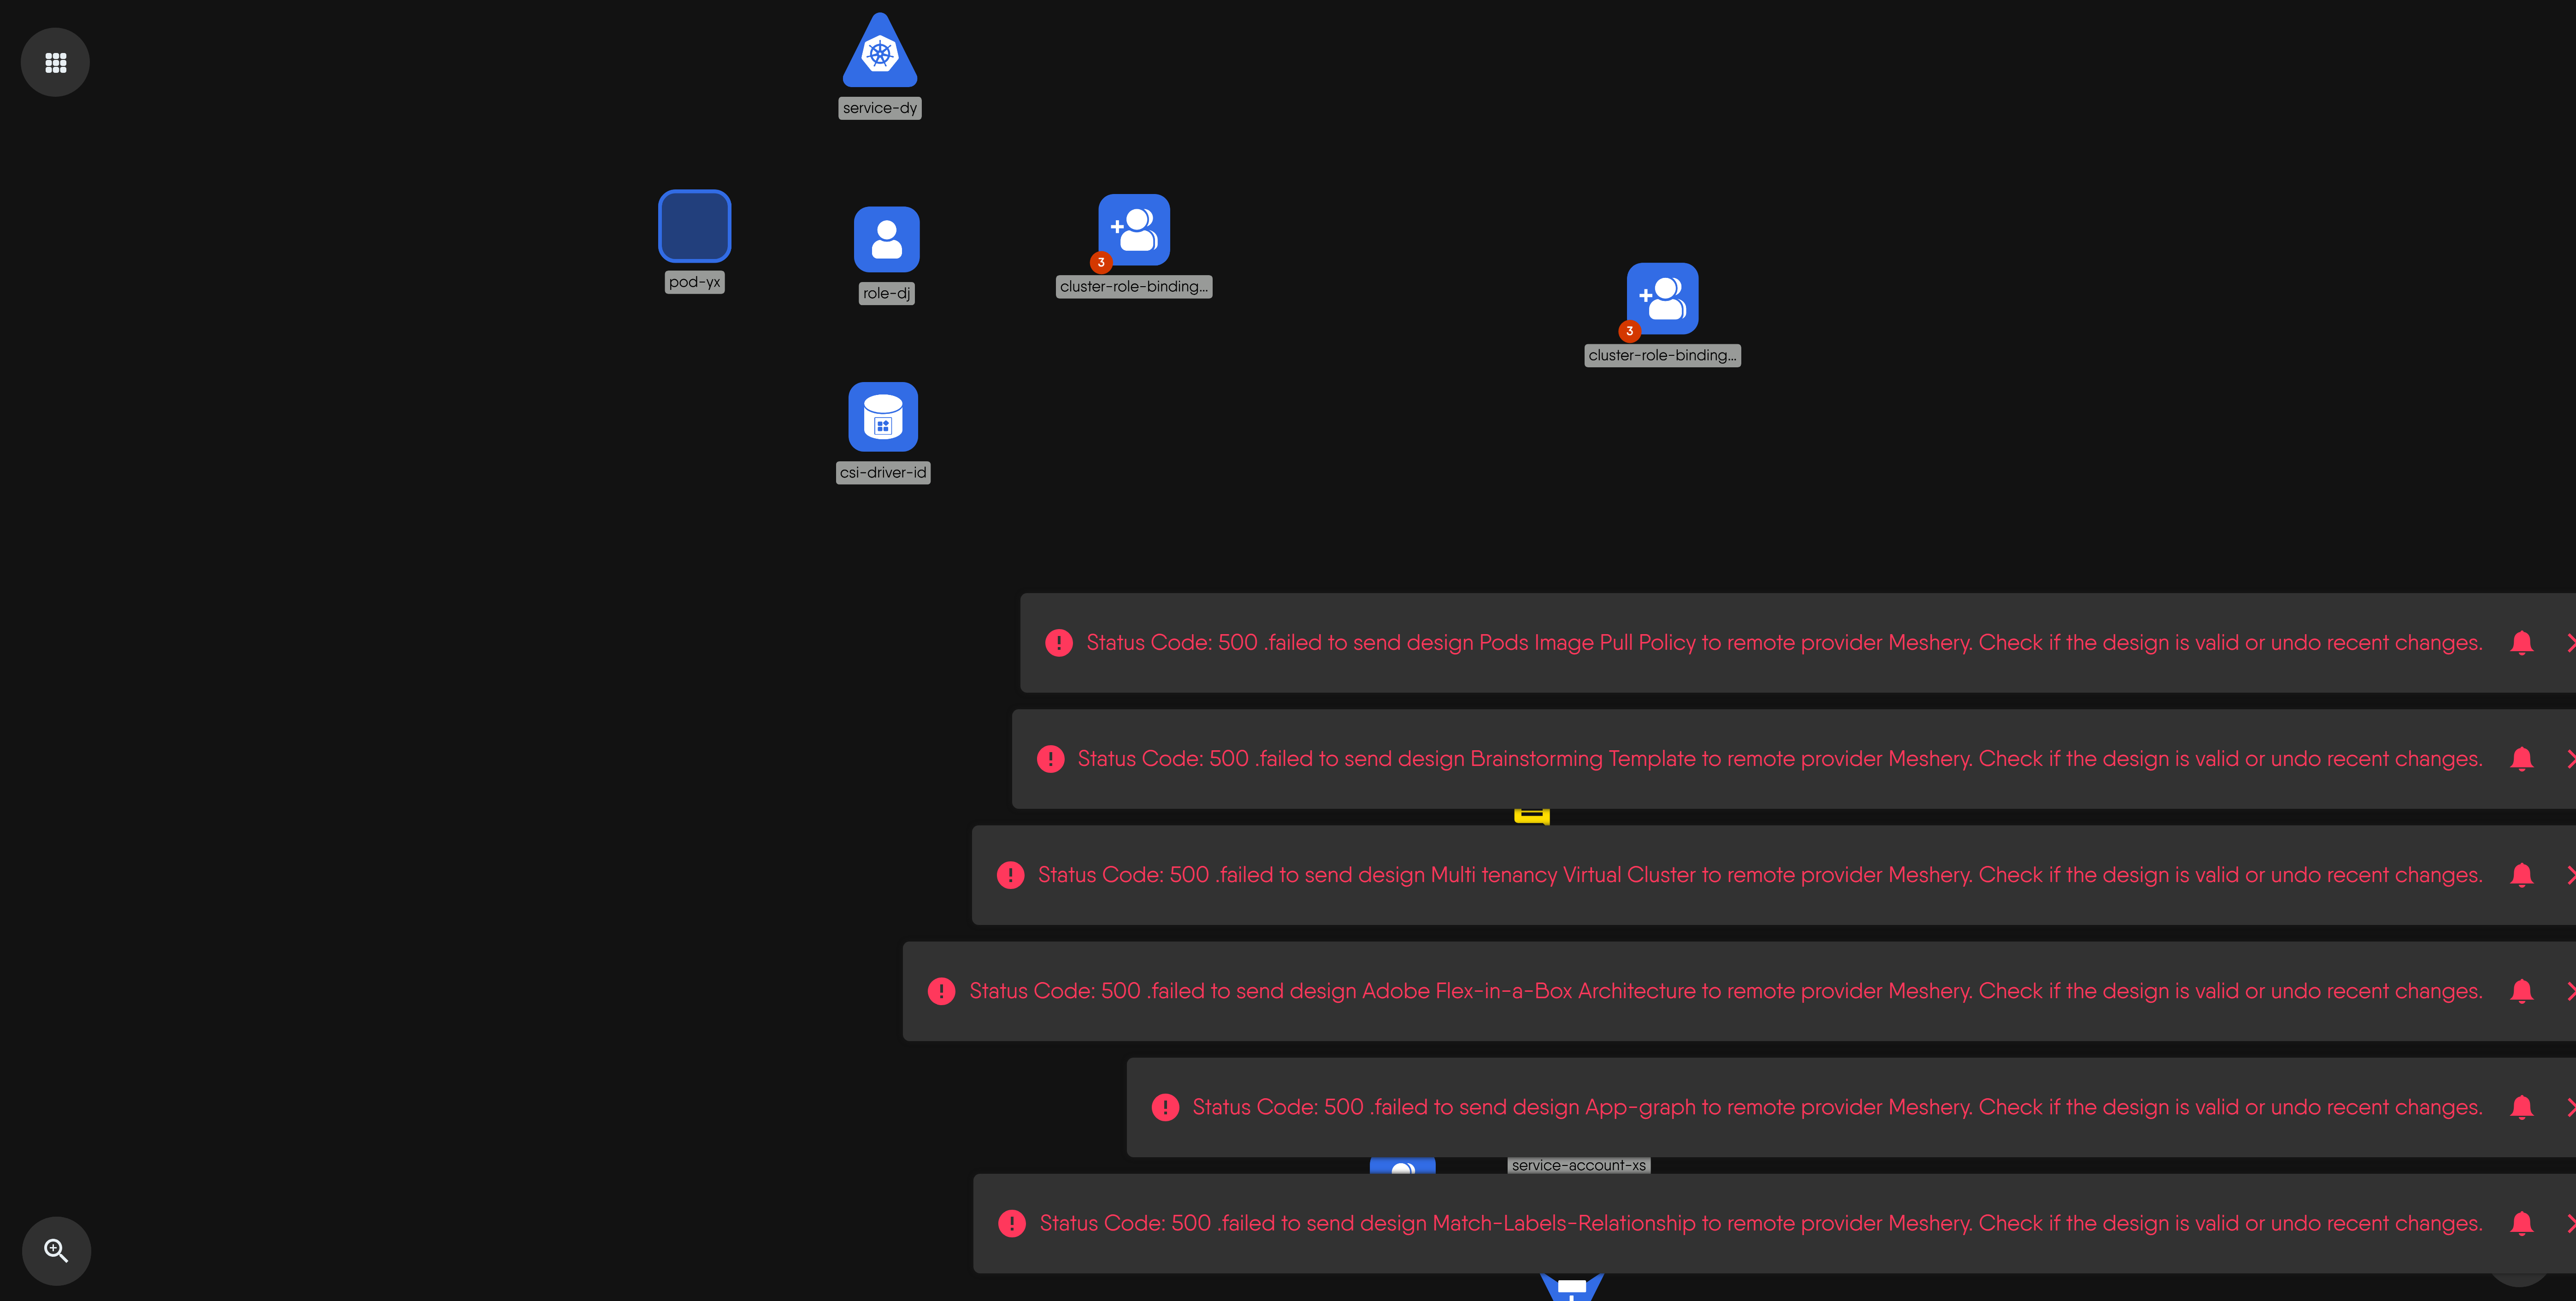 service-dy
pod-yx
role-dj
3
cluster-role-binding...
3
cluster-role-binding...
csi-driver-id
Status Code: 500 .failed to send design Pods Image Pull Policy to remote provider Meshery. Check if the design is valid or undo recent changes.
Status Code: 500 .failed to send design Brainstorming Template to remote provider Meshery. Check if the design is valid or undo recent changes.
Status Code: 500 .failed to send design Multi tenancy Virtual Cluster to remote provider Meshery. Check if the design is valid or undo recent changes.
Status Code: 500 .failed to send design Adobe Flex-in-a-Box Architecture to remote provider Meshery. Check if the design is valid or undo recent changes.
Status Code: 500 .failed to send design App-graph to remote provider Meshery. Check if the design is valid or undo recent changes.
service-account-xs
Status Code: 500 .failed to send design Match-Labels-Relationship to remote provider Meshery. Check if the design is valid or undo recent changes.